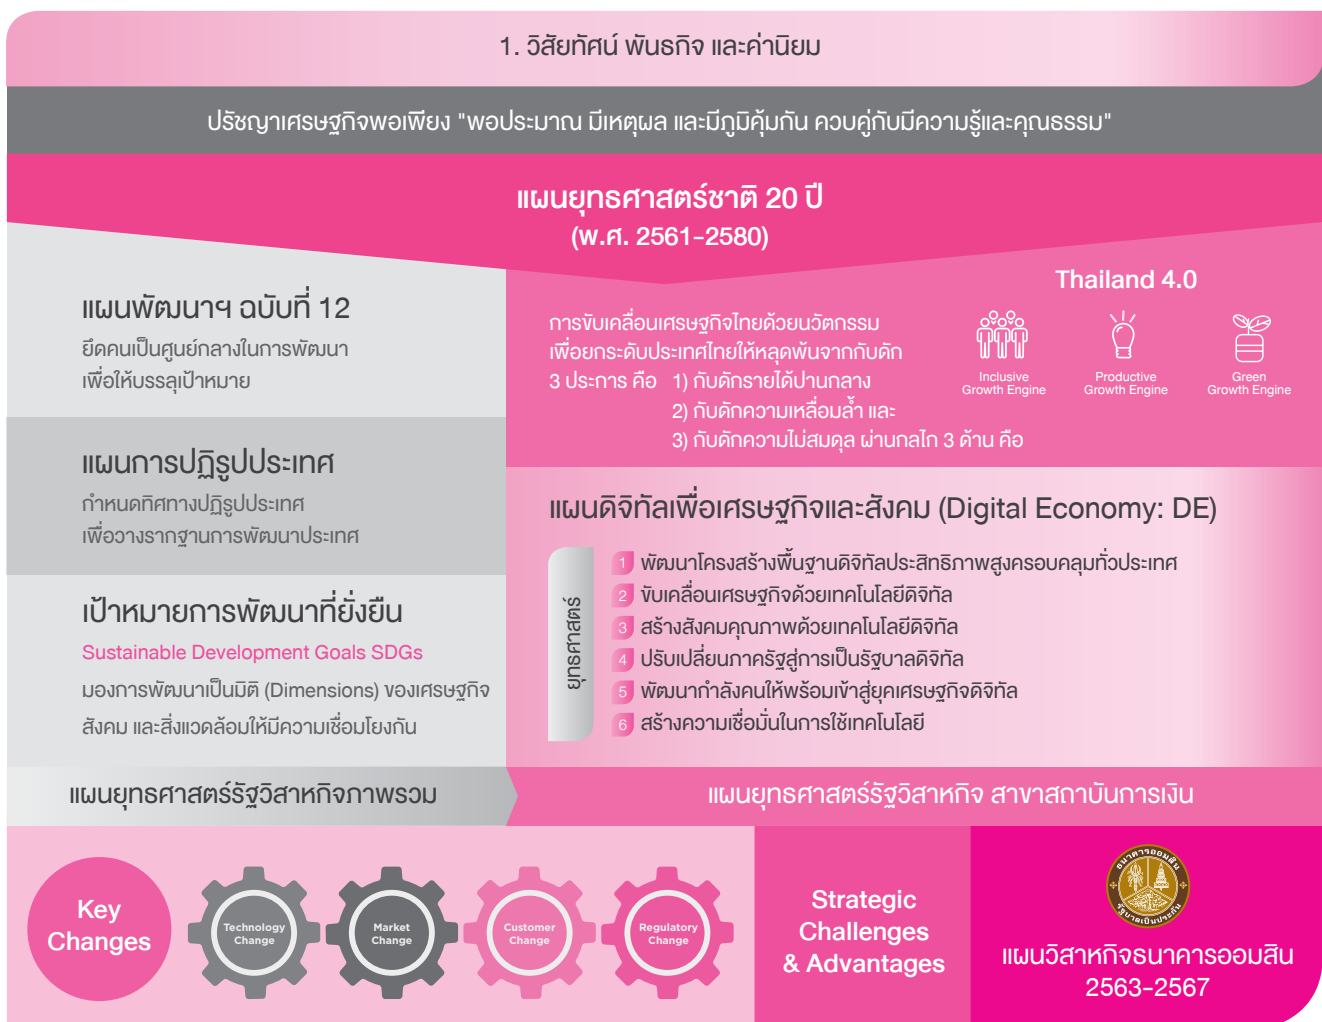 1. วิสัยทัศน์ พันธกิจ และค่านิยม
ปรัชญาเศรษฐกิจพอเพียง "พอประมาณ มีเหตุผล และมีภูมิคุ้มกัน ควบคู่กับมีความรู้และคุณธรรม"
แผนยุทธศาสตร์ชาติ 20 ปี
(พ.ศ. 2561-2580)
แผนพัฒนาฯ ฉบับที่ 12
ยึดคนเป็นศูนย์กลางในการพัฒนา
เพื่อให้บรรลุเป้าหมาย
แผนการปฏิรูปประเทศ
กำหนดทิศทางปฏิรูปประเทศ
เพื่อวางรากฐานการพัฒนาประเทศ
เป้าหมายการพัฒนาที่ยั่งยืน
Sustainable Development Goals SDGs
มองการพัฒนาเป็นมิติ (Dimensions) ของเศรษฐกิจ
สังคม และสิ่งแวดล้อมให้มีความเชื่อมโยงกัน
Thailand 4.0
การขับเคลื่อนเศรษฐกิจไทยด้วยนวัตกรรม
เพื่อยกระดับประเทศไทยให้หลุดพ้นจากกับดัก
3 ประการ คือ 1) กับดักรายได้ปานกลาง
2) กับดักความเหลื่อมล้ำ และ
3) กับดักความไม่สมดุล ผ่านกลไก 3 ด้าน คือ
Inclusive
Growth Engine
Productive
Growth Engine
Green
Growth Engine
แผนดิจิทัลเพื่อเศรษฐกิจและสังคม (Digital Economy: DE)
ยุทธศาสตร์
1 พัฒนาโครงสร้างพื้นฐานดิจิทัลประสิทธิภาพสูงครอบคลุมทั่วประเทศ
2 ขับเคลื่อนเศรษฐกิจด้วยเทคโนโลยีดิจิทัล
3 สร้างสังคมคุณภาพด้วยเทคโนโลยีดิจิทัล
4 ปรับเปลี่ยนภาครัฐสู่การเป็นรัฐบาลดิจิทัล
5 พัฒนากำลังคนให้พร้อมเข้าสู่ยุคเศรษฐกิจดิจิทัล
6 สร้างความเชื่อมั่นในการใช้เทคโนโลยี
แผนยุทธศาสตร์รัฐวิสาหกิจภาพรวม
แผนยุทธศาสตร์รัฐวิสาหกิจ สาขาสถาบันการเงิน
Key
Changes
Technology
Change
Market
Change
Customer
Change
Regulatory
Change
Strategic
Challenges
& Advantages
ธนาคารออมสิน
รัฐบาลเป็นประกัน
แผนวิสาหกิจธนาคารออมสิน
2563-2567